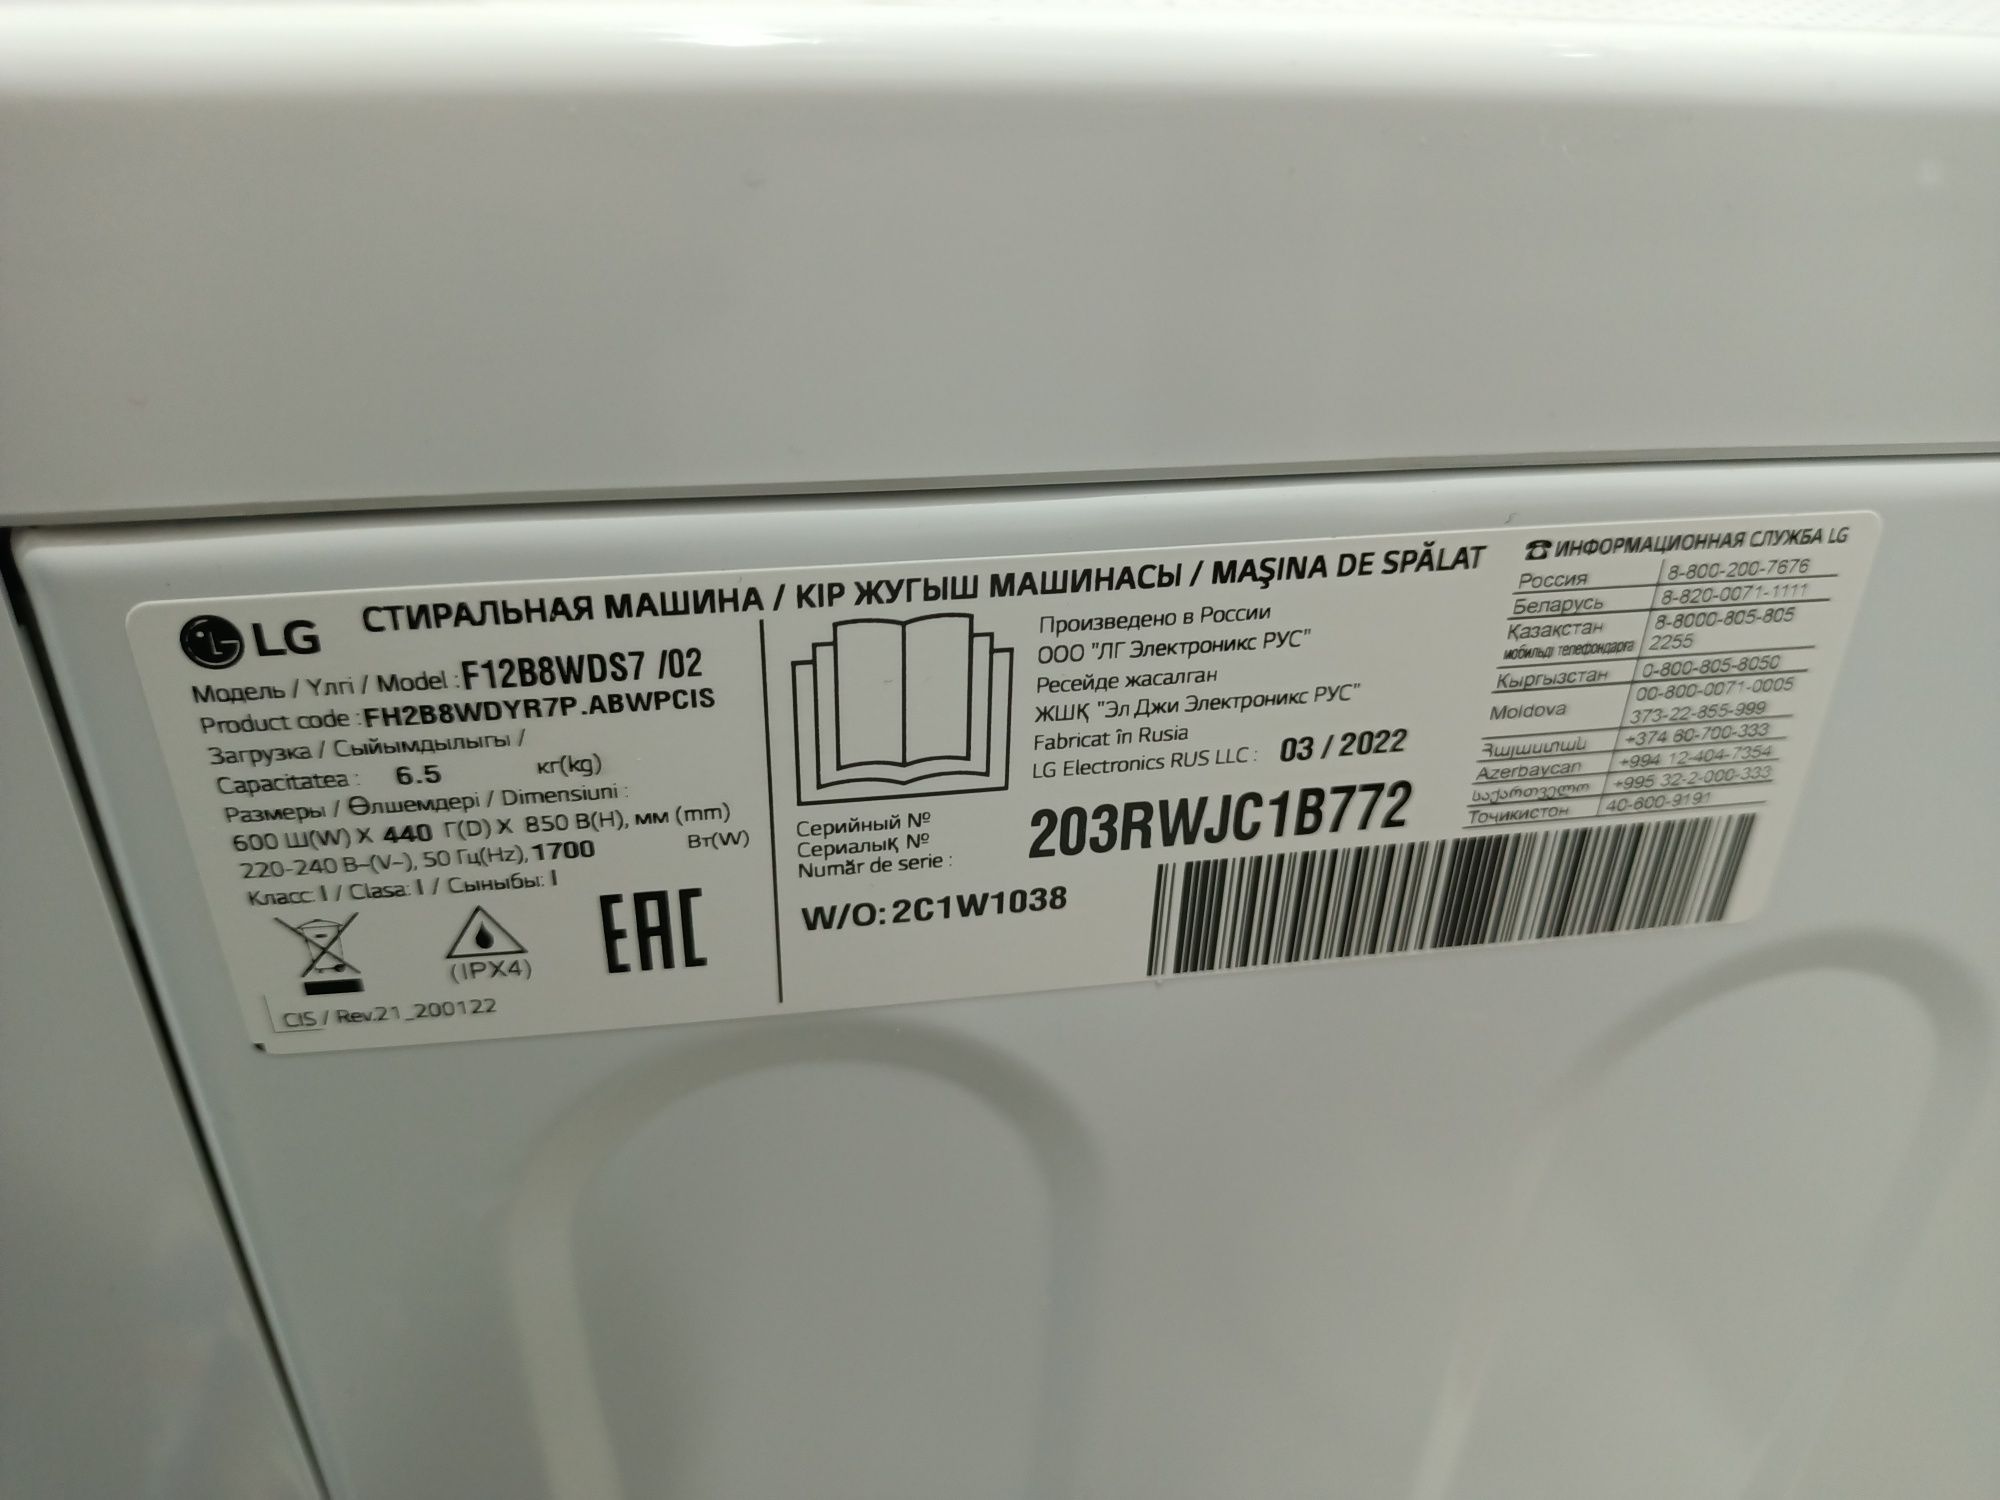 LG
СТИРАЛЬНАЯ МАШИНА / КІР ЖУҒЫШ МАШИНАСЫ / MAŞINA DE SPĂLAT
Модель / Үлгі / Model : F12B8WDS7 /02
Product code : FH2B8WDYR7P.ABWPCIS
Загрузка / Сыйымдылығы /
Capacitatea : 6.5 кг(kg)
Размеры / Өлшемдері / Dimensiuni :
600 Ш(W) X 440 Г(D) X 850 В(H), мм (mm)
220-240 В~(V~), 50 Гц(Hz), 1700 Вт(W)
Класс: I / Clasa: I / Сыныбы: I
(IPX4)
EAC
CIS / Rev.21_200122
Произведено в России
ООО "ЛГ Электроникс РУС"
Ресейде жасалган
ЖШҚ "Эл Джи Электроникс РУС"
Fabricat în Rusia
LG Electronics RUS LLC : 03 / 2022
Серийный №
Сериалық №
Număr de serie : 203RWJC1B772
W/O: 2C1W1038
ИНФОРМАЦИОННАЯ СЛУЖБА LG
Россия 8-800-200-7676
Беларусь 8-820-0071-1111
Қазақстан 8-8000-805-805
мобильді телефондарға 2255
Кыргызстан 0-800-805-8050
Moldova 00-800-0071-0005
373-22-855-999
Հայաստան +374 60-700-333
Azerbaycan +994 12-404-7354
საქართველო +995 32-2-000-333
Точикистон 40-600-9191